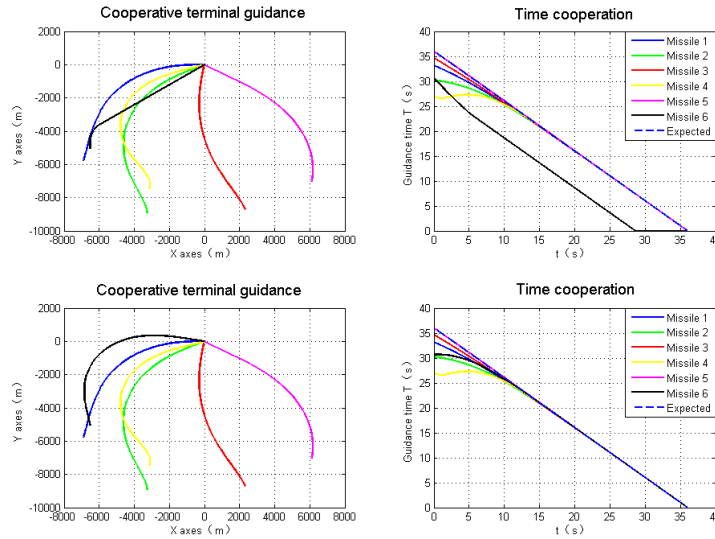 Cooperative terminal guidance
2000
0
-2000
-4000
-6000
-8000
-10000
Y axes (m)
-8000 -6000 -4000 -2000 0 2000 4000 6000 8000
X axes (m)
Time cooperation
40
35
30
25
20
15
10
5
0
Guidance time T (s)
0 5 10 15 20 25 30 35 40
t (s)
Missile 1
Missile 2
Missile 3
Missile 4
Missile 5
Missile 6
Expected
Cooperative terminal guidance
2000
0
-2000
-4000
-6000
-8000
-10000
Y axes (m)
-8000 -6000 -4000 -2000 0 2000 4000 6000 8000
X axes (m)
Time cooperation
40
35
30
25
20
15
10
5
0
Guidance time T (s)
0 5 10 15 20 25 30 35 40
t (s)
Missile 1
Missile 2
Missile 3
Missile 4
Missile 5
Missile 6
Expected